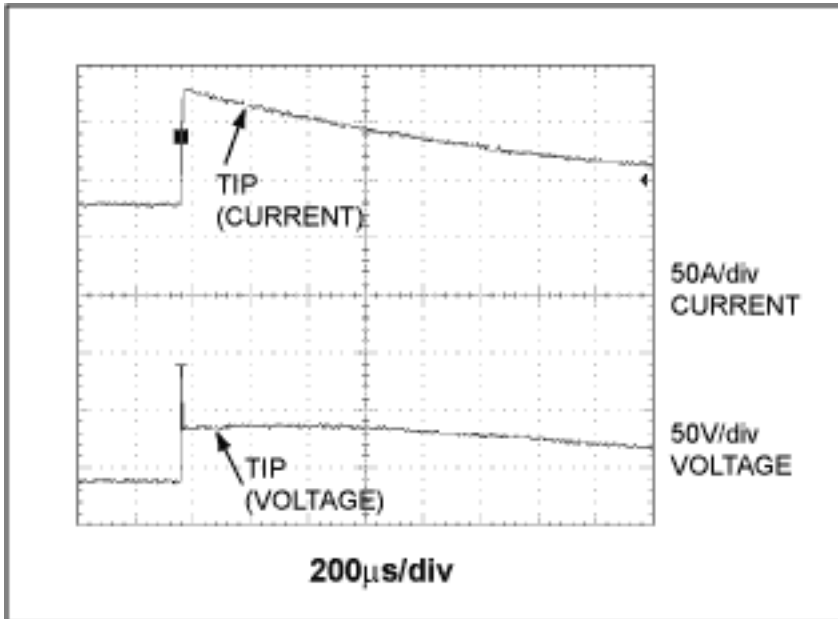 TIP
(CURRENT)
50A/div
CURRENT
50V/div
VOLTAGE
TIP
(VOLTAGE)
200µs/div